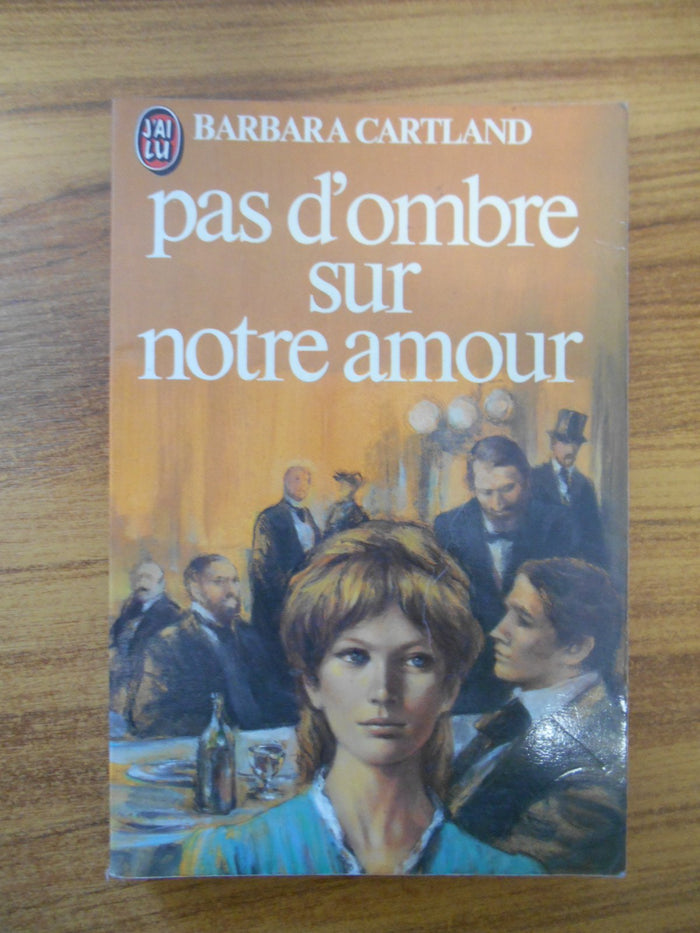 J'AI
LU
BARBARA CARTLAND
pas d'ombre
sur
notre amour